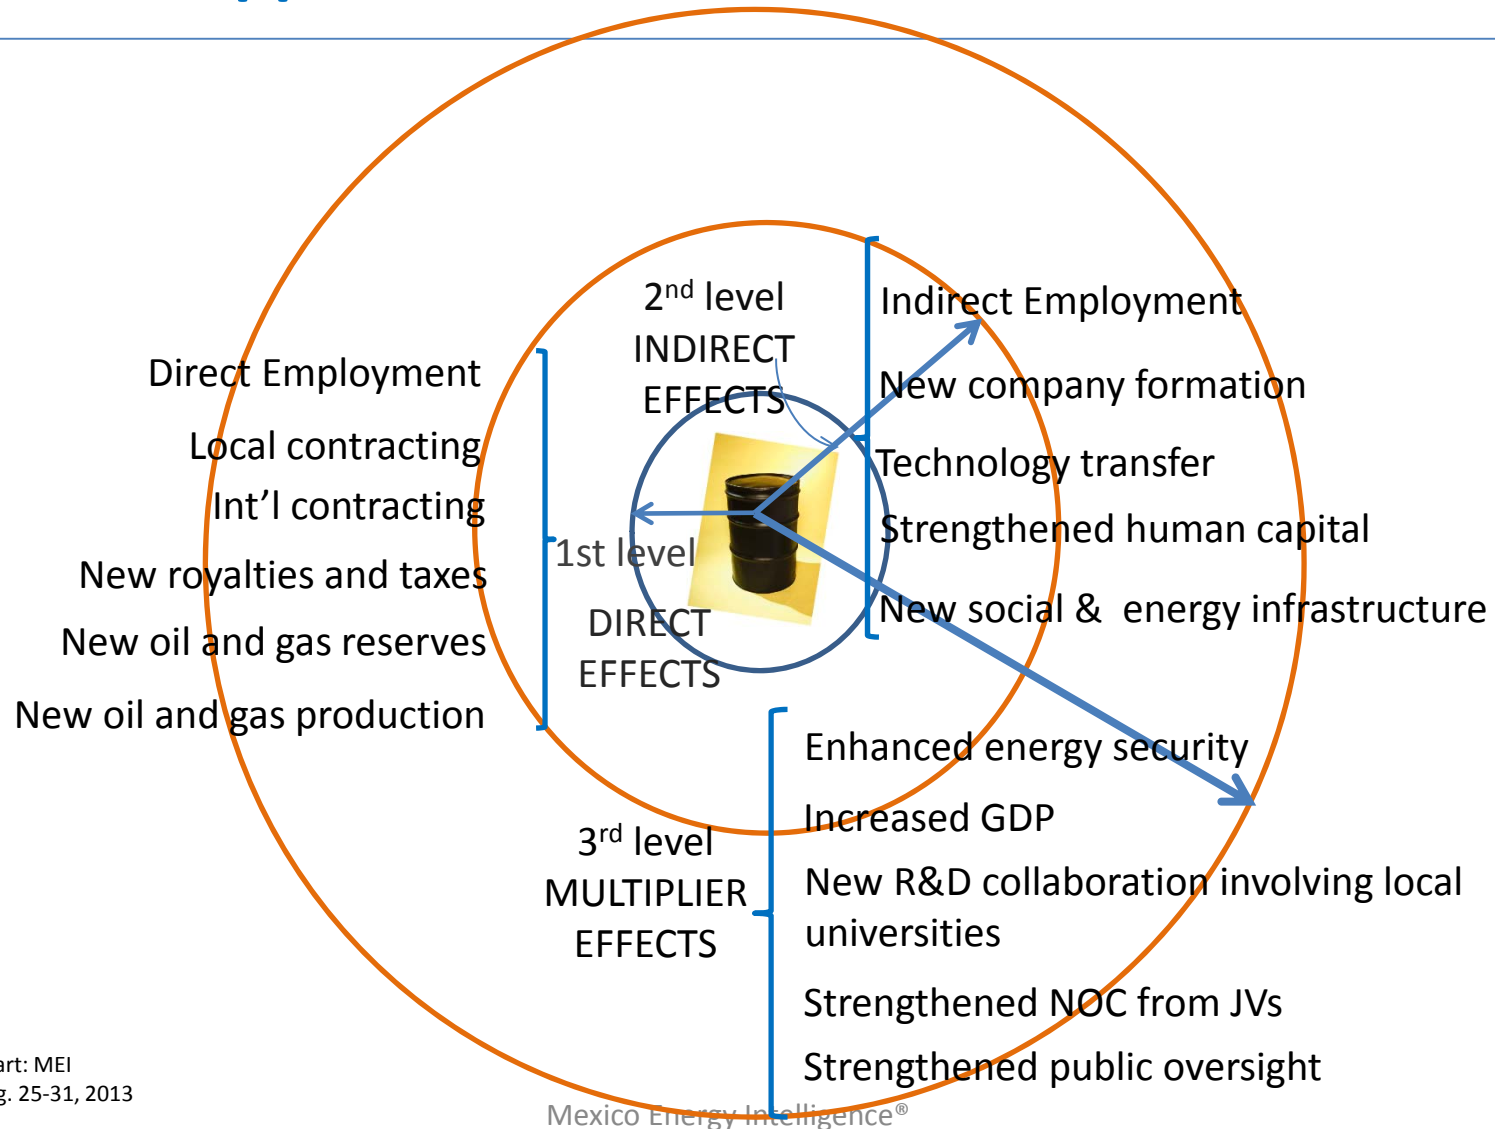 Direct Employment
Local contracting
Int’l contracting
New royalties and taxes
New oil and gas reserves
New oil and gas production
2nd level
INDIRECT
EFFECTS
1st level
DIRECT
EFFECTS
Indirect Employment
New company formation
Technology transfer
Strengthened human capital
New social & energy infrastructure
3rd level
MULTIPLIER
EFFECTS
Enhanced energy security
Increased GDP
New R&D collaboration involving local
universities
Strengthened NOC from JVs
Strengthened public oversight
art: MEI
g. 25-31, 2013
Mexico Energy Intelligence®